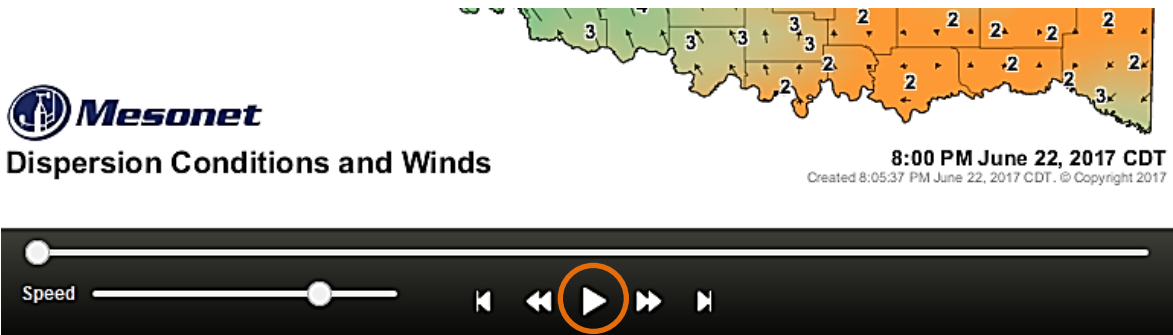 3 2 2 2
3 2 2
3 3 3
2 2 2
2 2 2
3
Mesonet
Dispersion Conditions and Winds
8:00 PM June 22, 2017 CDT
Created 8:05:37 PM June 22, 2017 CDT. © Copyright 2017
Speed